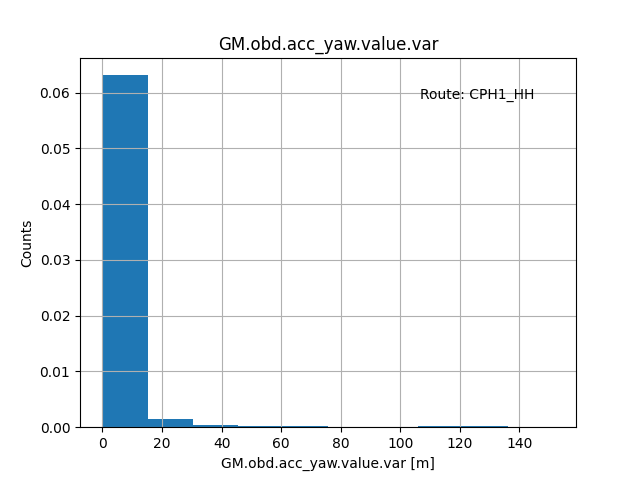 GM.obd.acc_yaw.value.var
Route: CPH1_HH
0.06
0.05
0.04
0.03
0.02
0.01
0.00
Counts
0 20 40 60 80 100 120 140
GM.obd.acc_yaw.value.var [m]